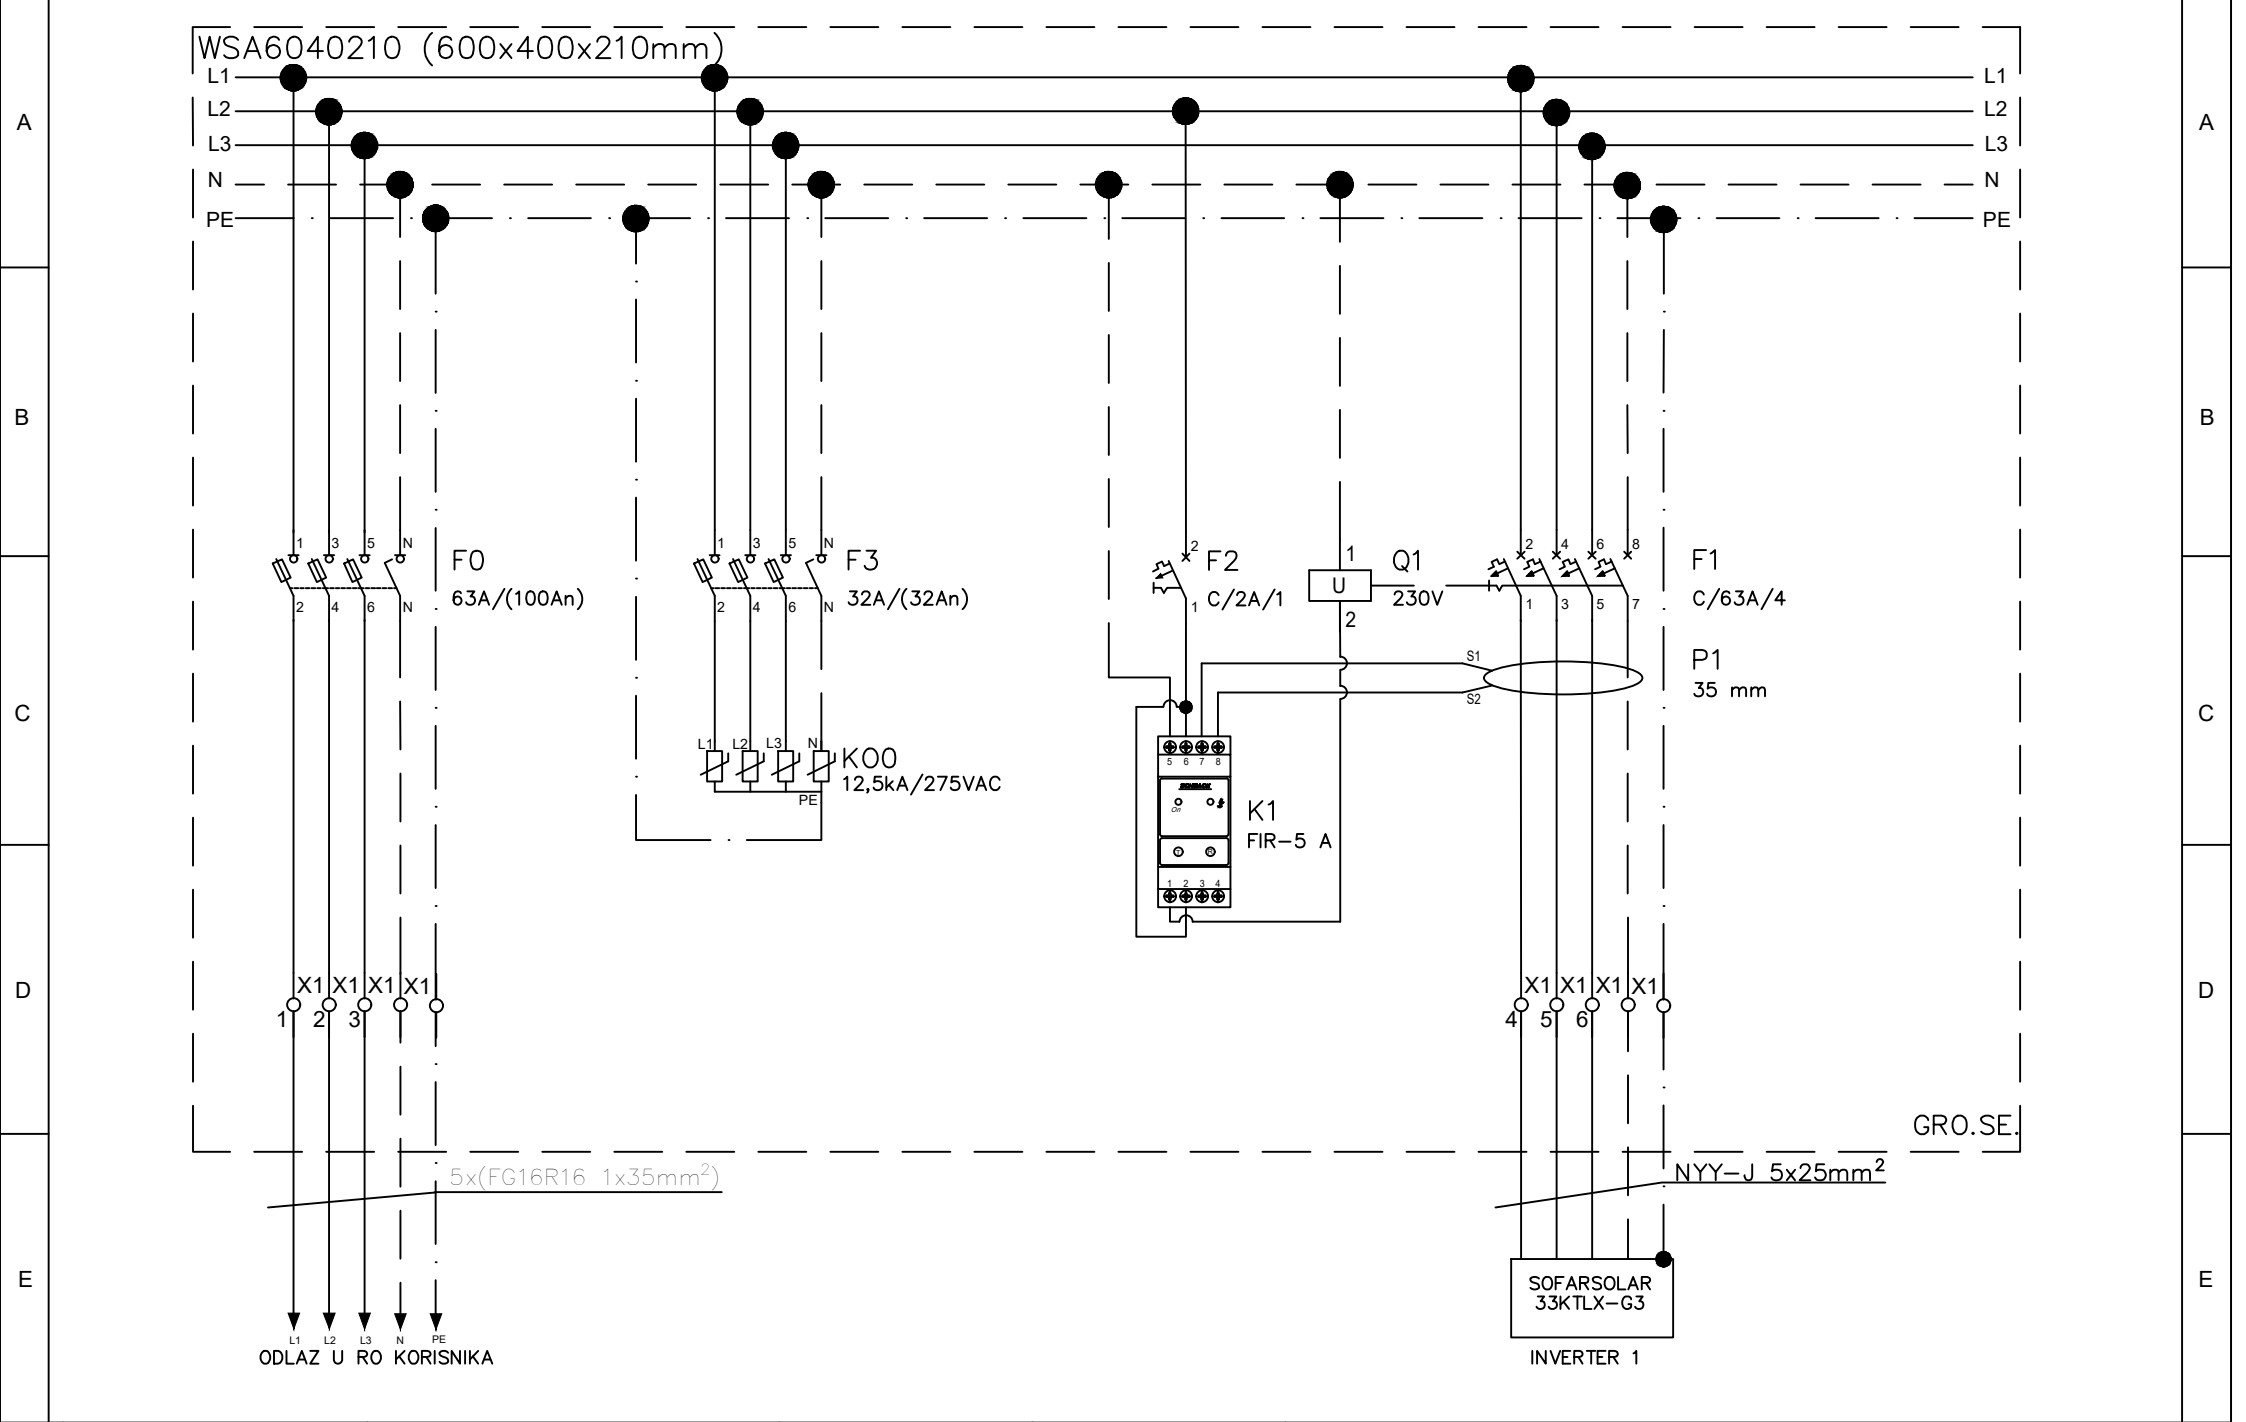 WSA6040210 (600x400x210mm)
L1 L1
L2 L2
A A
L3 L3
N N
PE PE
B B
1 3 5 N
F0
63A/(100An)
2 4 6 N
1 3 5 N
F3
32A/(32An)
2 4 6 N
2
F2
C/2A/1
1
1
U
2
Q1
230V
2 4 6 8
F1
C/63A/4
1 3 5 7
S1
S2
P1
35 mm
C C
L1 L2 L3 N
K00
12,5kA/275VAC
PE
5 6 7 8
On
K1
FIR-5 A
1 2 3 4
D D
X1 X1 X1 X1
1 2 3
X1 X1 X1 X1
4 5 6
GRO.SE.
5x(FG16R16 1x35mm²)
NYY-J 5x25mm²
E E
SOFARSOLAR
33KTLX-G3
L1 L2 L3 N PE
ODLAZ U RO KORISNIKA
INVERTER 1